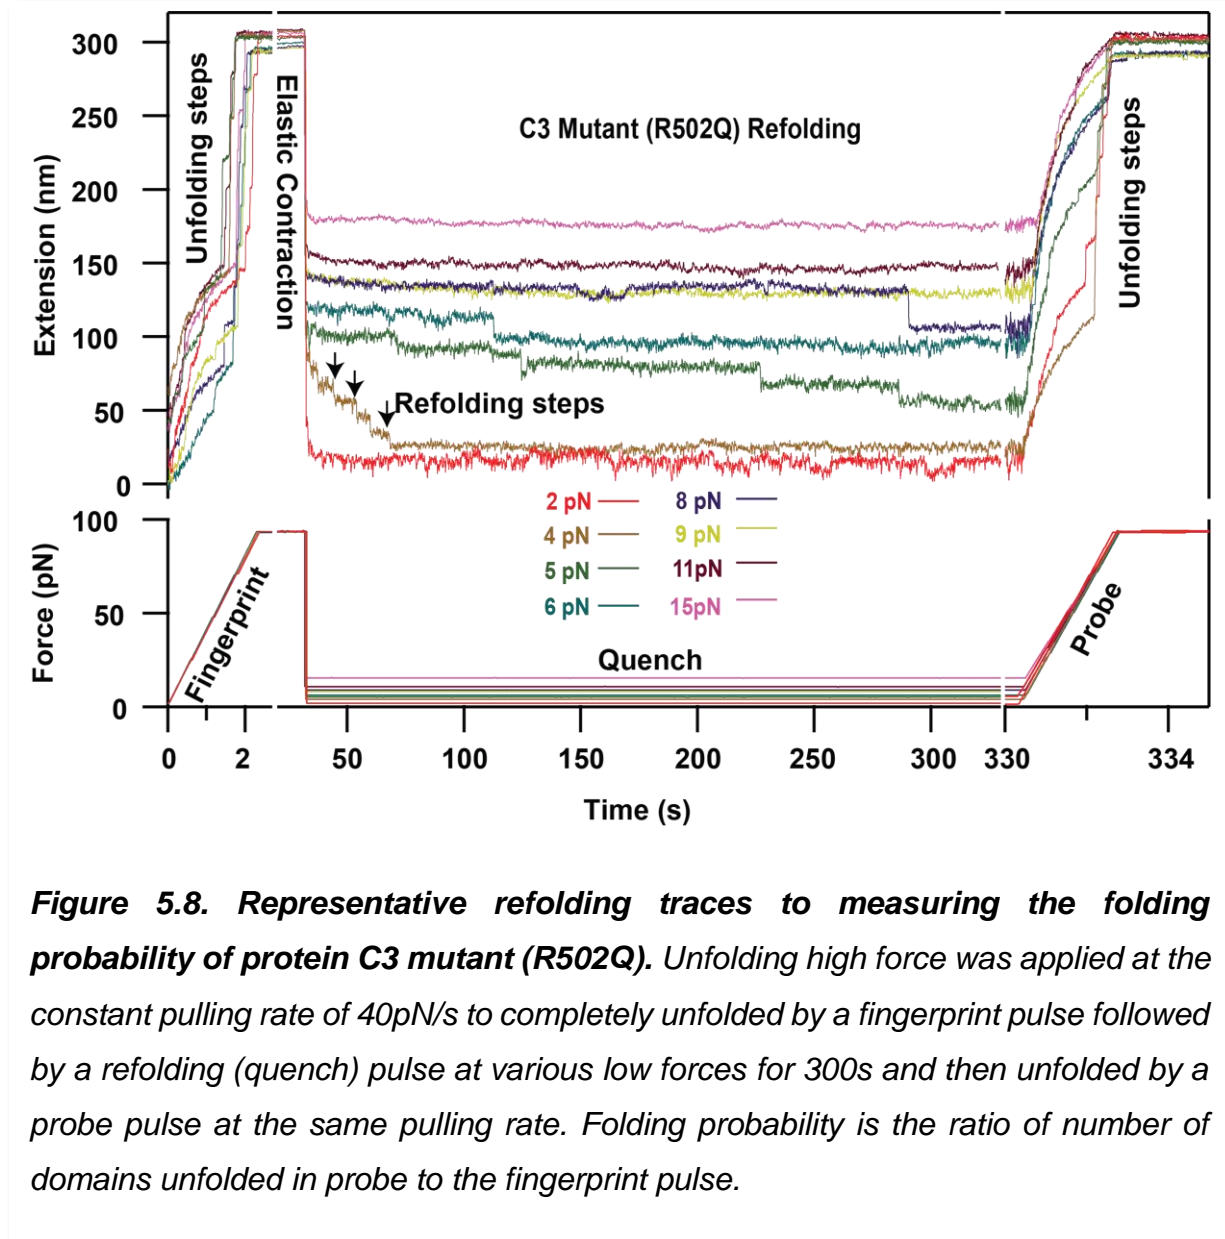 300
250
200
150
100
50
0
Extension (nm)
Unfolding steps
Elastic Contraction
C3 Mutant (R502Q) Refolding
Refolding steps
Unfolding steps
2 pN
8 pN
4 pN
9 pN
5 pN
11pN
6 pN
15pN
100
50
0
Force (pN)
Fingerprint
Quench
Probe
0 2 50 100 150 200 250 300 330 334
Time (s)
Figure 5.8. Representative refolding traces to measuring the folding
probability of protein C3 mutant (R502Q). Unfolding high force was applied at the
constant pulling rate of 40pN/s to completely unfolded by a fingerprint pulse followed
by a refolding (quench) pulse at various low forces for 300s and then unfolded by a
probe pulse at the same pulling rate. Folding probability is the ratio of number of
domains unfolded in probe to the fingerprint pulse.